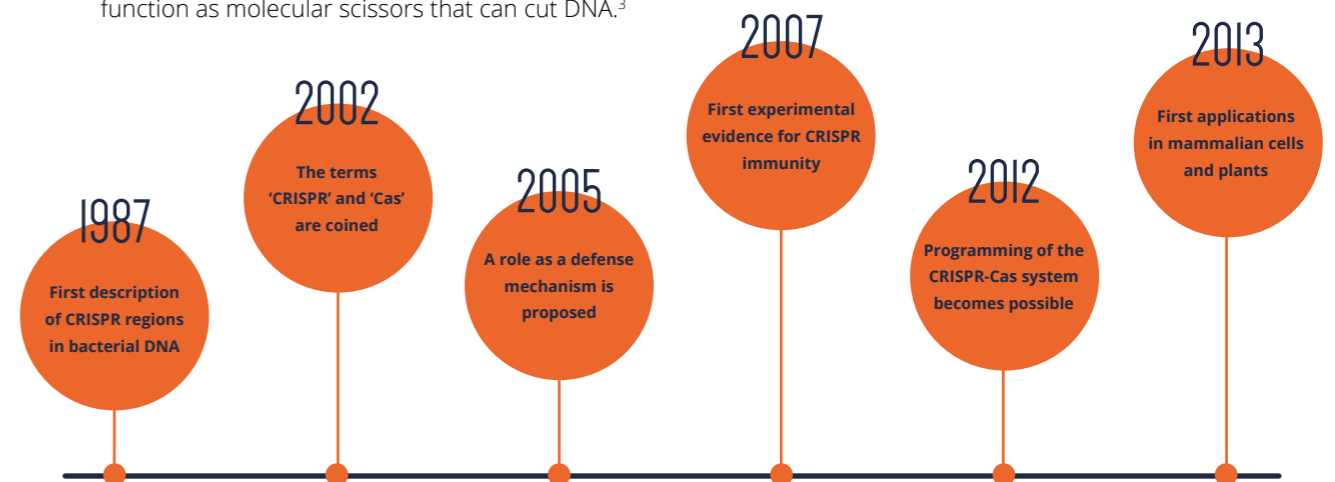 function as molecular scissors that can cut DNA.³
1987
First description
of CRISPR regions
in bacterial DNA
2002
The terms
‘CRISPR’ and ‘Cas’
are coined
2005
A role as a defense
mechanism is
proposed
2007
First experimental
evidence for CRISPR
immunity
2012
Programming of the
CRISPR-Cas system
becomes possible
2013
First applications
in mammalian cells
and plants